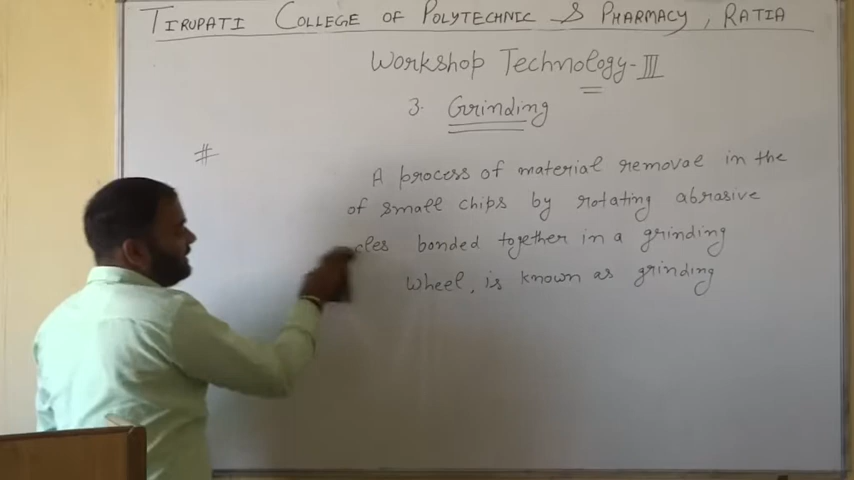 TIRUPATI COLLEGE OF POLYTECHNIC & PHARMACY, RATIA
Workshop Technology-III
3. Grinding
#
A process of material removal in the
of small chips by rotating abrasive
cles bonded together in a grinding
wheel, is known as grinding